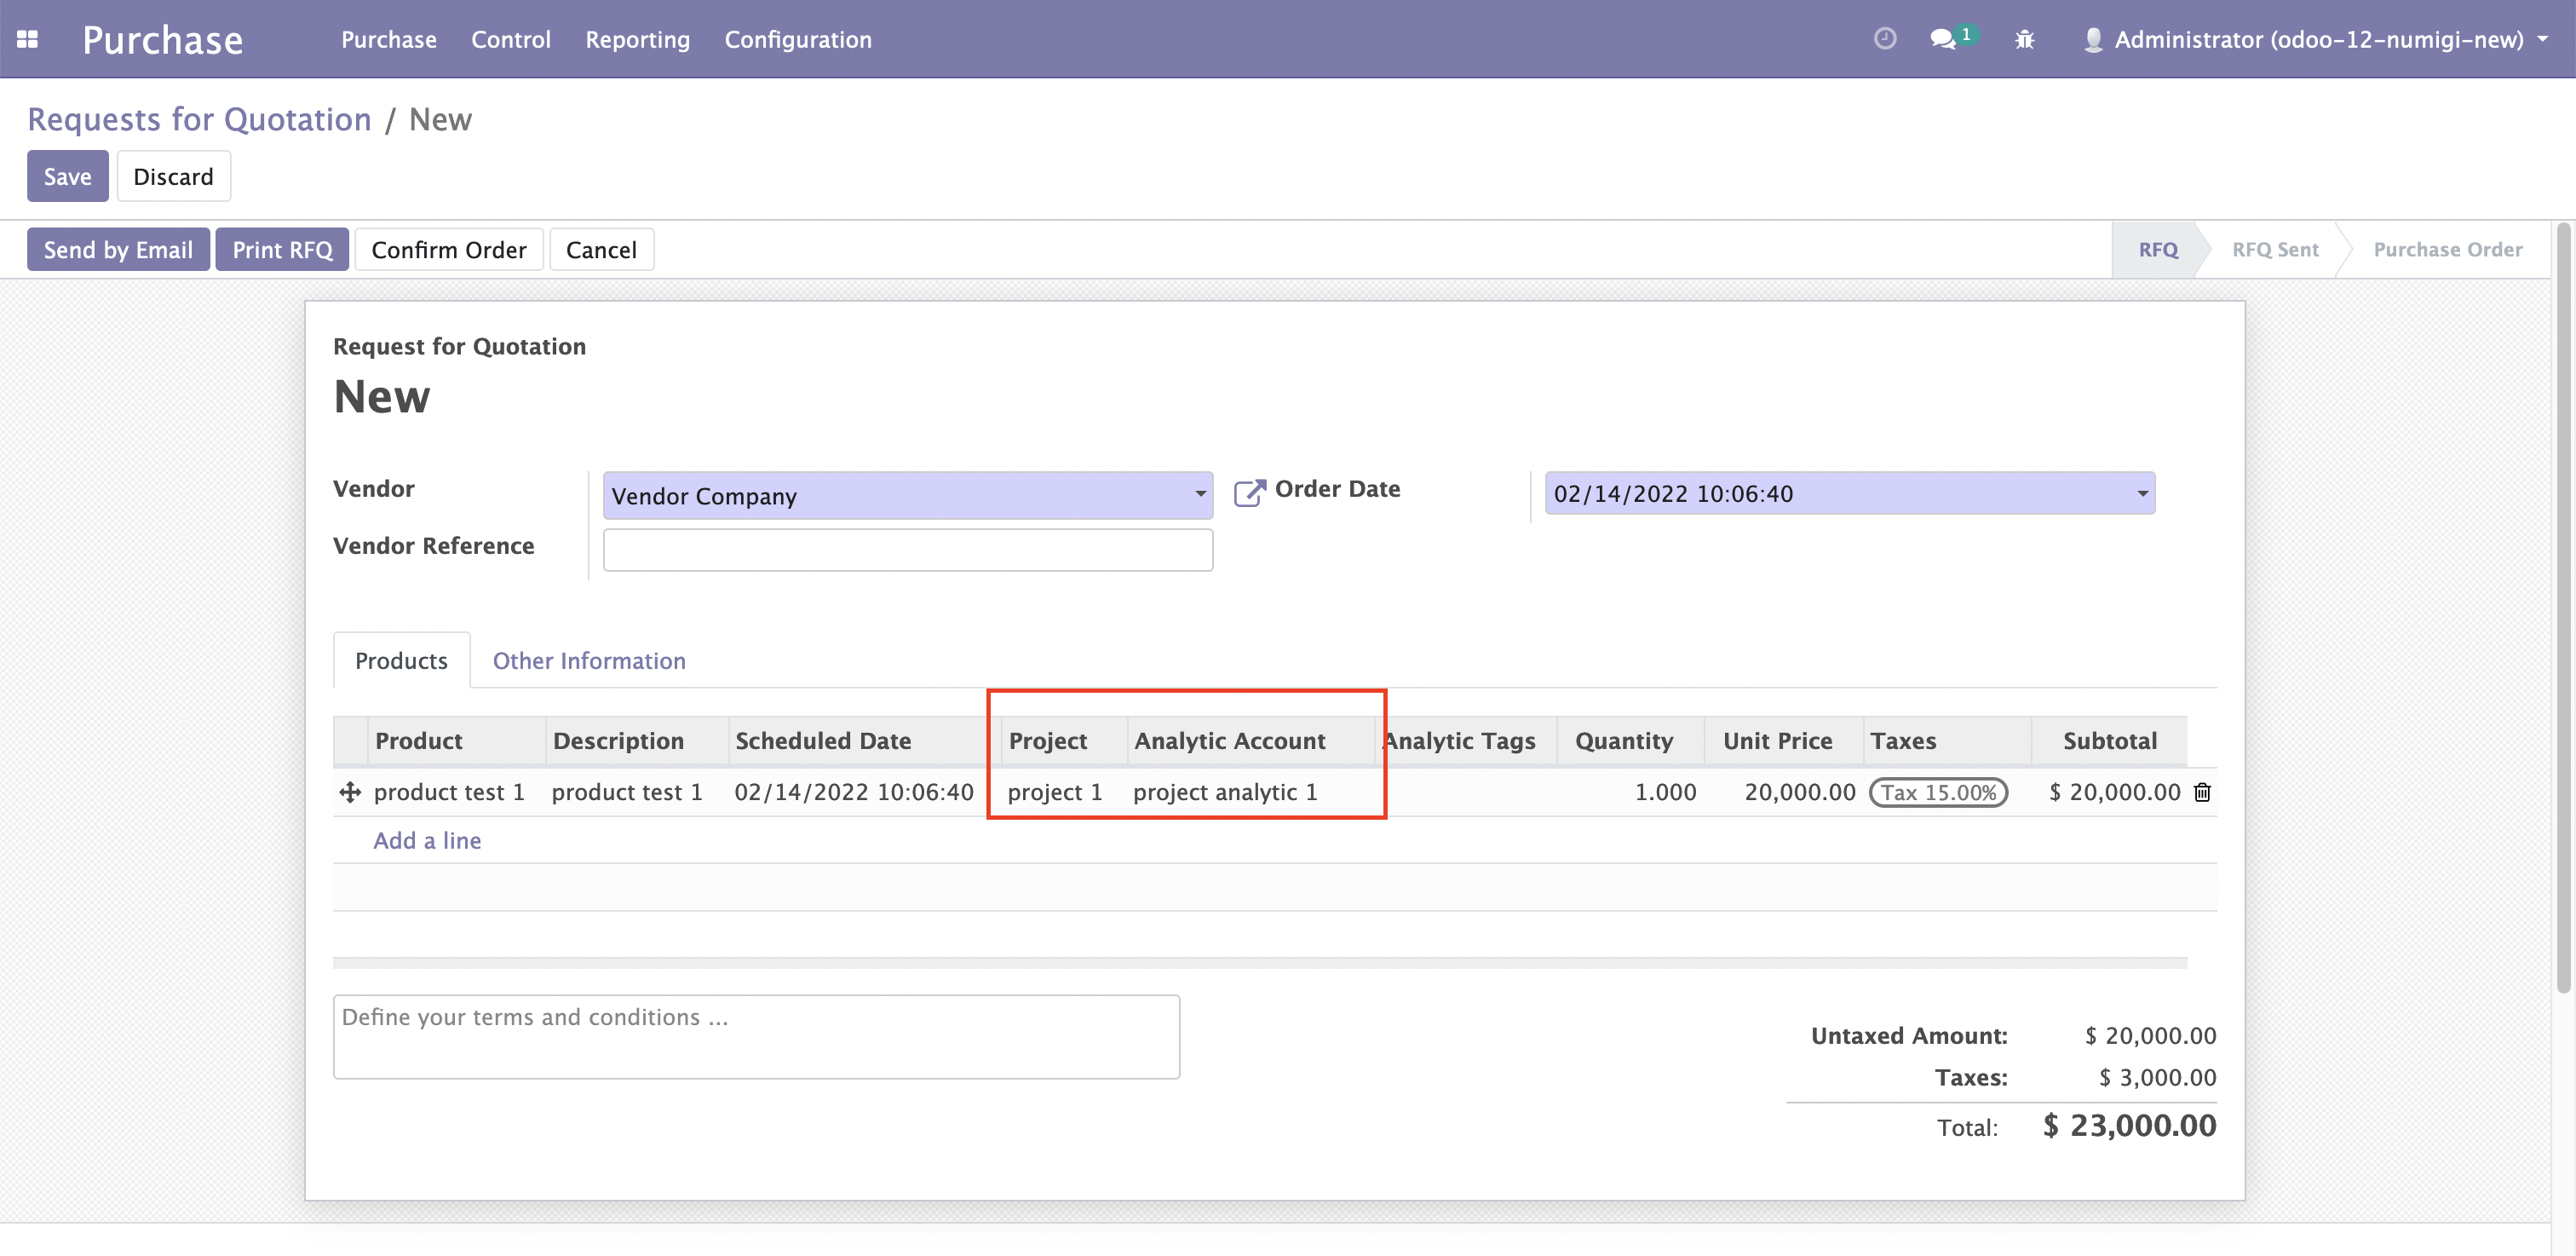 Purchase Purchase Control Reporting Configuration 1 Administrator (odoo-12-numigi-new)
Requests for Quotation / New
Save Discard
Send by Email Print RFQ Confirm Order Cancel RFQ RFQ Sent Purchase Order
Request for Quotation
New
Vendor Vendor Company Order Date 02/14/2022 10:06:40
Vendor Reference
Products Other Information
Product Description Scheduled Date Project Analytic Account Analytic Tags Quantity Unit Price Taxes Subtotal
product test 1 product test 1 02/14/2022 10:06:40 project 1 project analytic 1 1.000 20,000.00 Tax 15.00% $ 20,000.00
Add a line
Define your terms and conditions ...
Untaxed Amount: $ 20,000.00
Taxes: $ 3,000.00
Total: $ 23,000.00